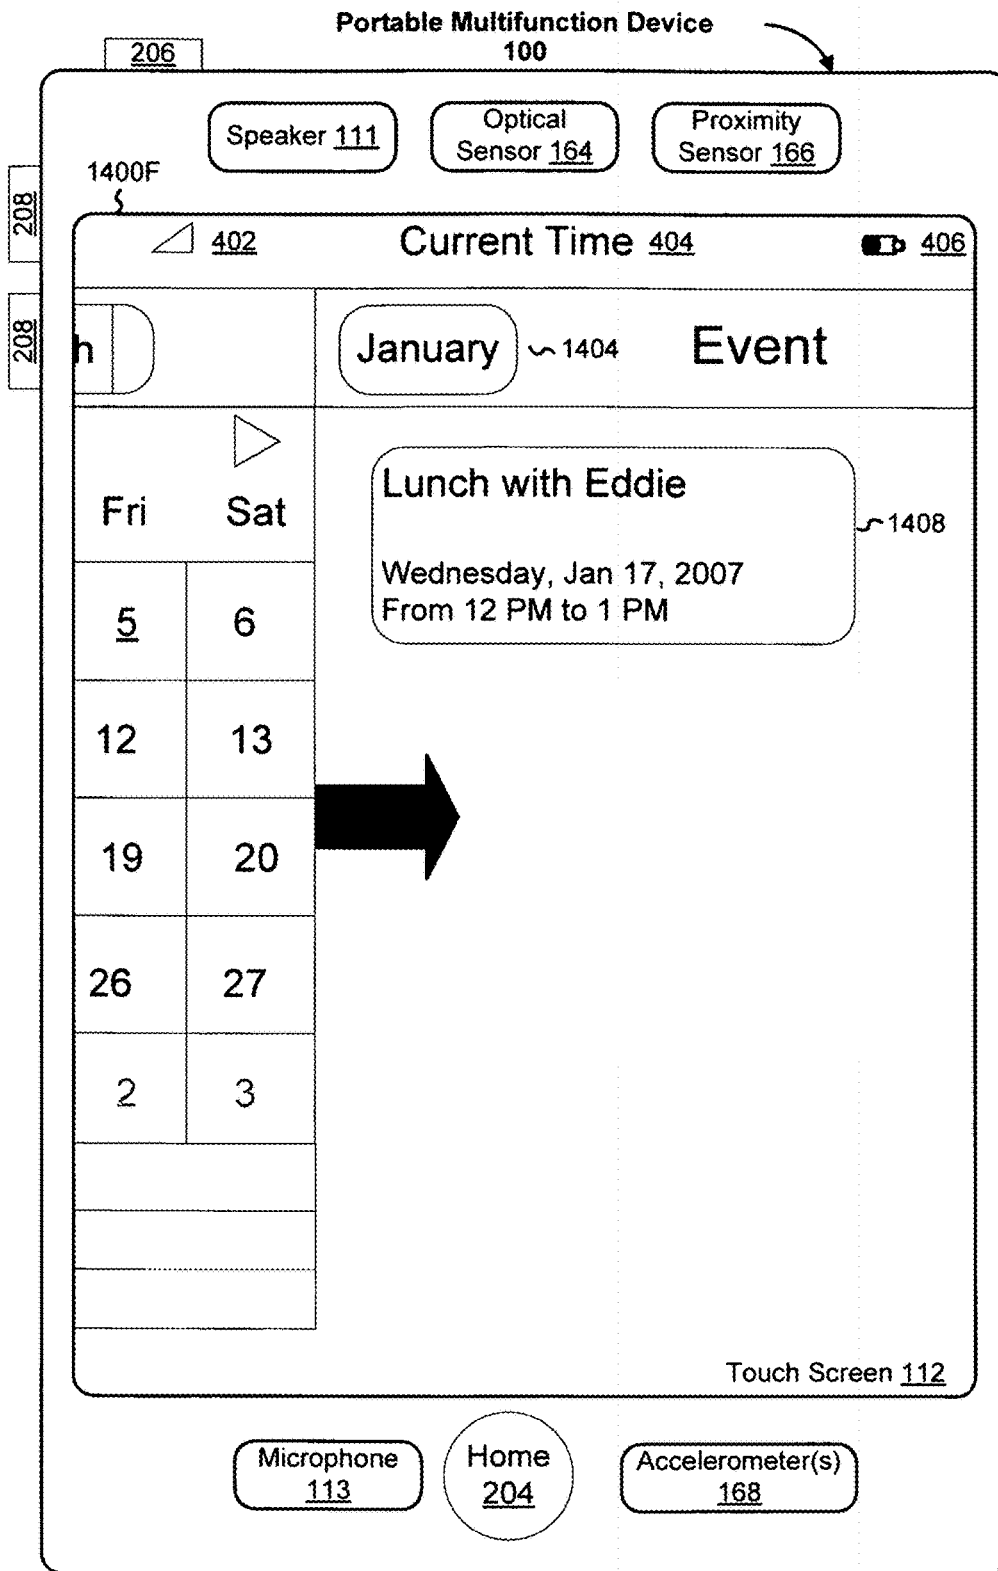 Portable Multifunction Device
100
206
Speaker 111
Optical
Sensor 164
Proximity
Sensor 166
1400F
208
208
402
Current Time 404
406
h
January
1404
Event
Fri
Sat
Lunch with Eddie
Wednesday, Jan 17, 2007
From 12 PM to 1 PM
1408
5
6
12
13
19
20
26
27
2
3
Touch Screen 112
Microphone
113
Home
204
Accelerometer(s)
168